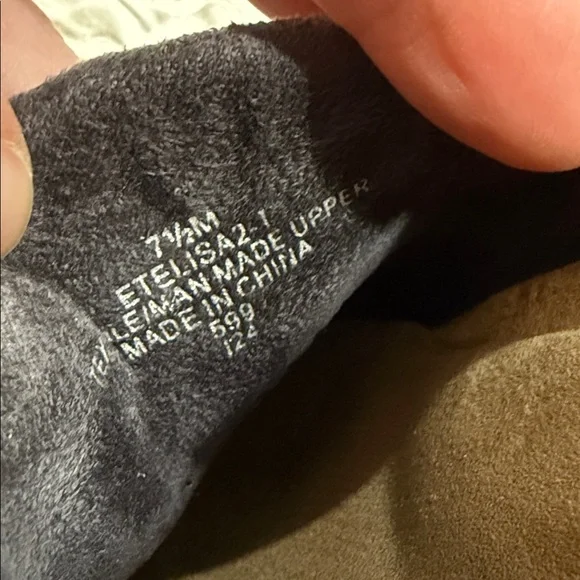 7½M
ETELISA2-1
MAN MADE UPPER
MADE IN CHINA
599